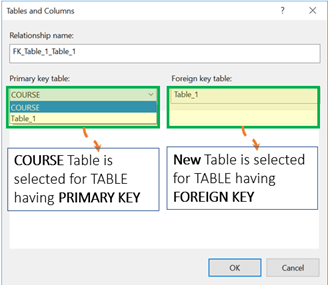 Tables and Columns
? ×
Relationship name:
FK_Table_1_Table_1
Primary key table:
Foreign key table:
COURSE
Table_1
COURSE
Table_1
COURSE Table is
selected for TABLE
having PRIMARY KEY
New Table is selected
for TABLE having
FOREIGN KEY
OK
Cancel